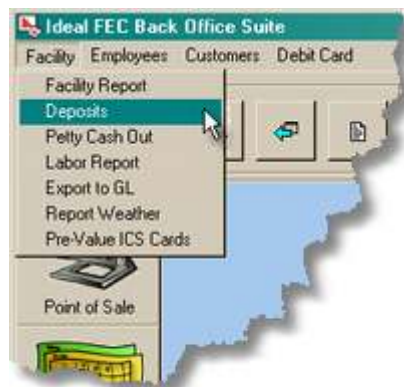 Ideal FEC Back Office Suite
Facility Employees Customers Debit Card
Facility Report
Deposits
Petty Cash Out
Labor Report
Export to GL
Report Weather
Pre-Value ICS Cards
Point of Sale